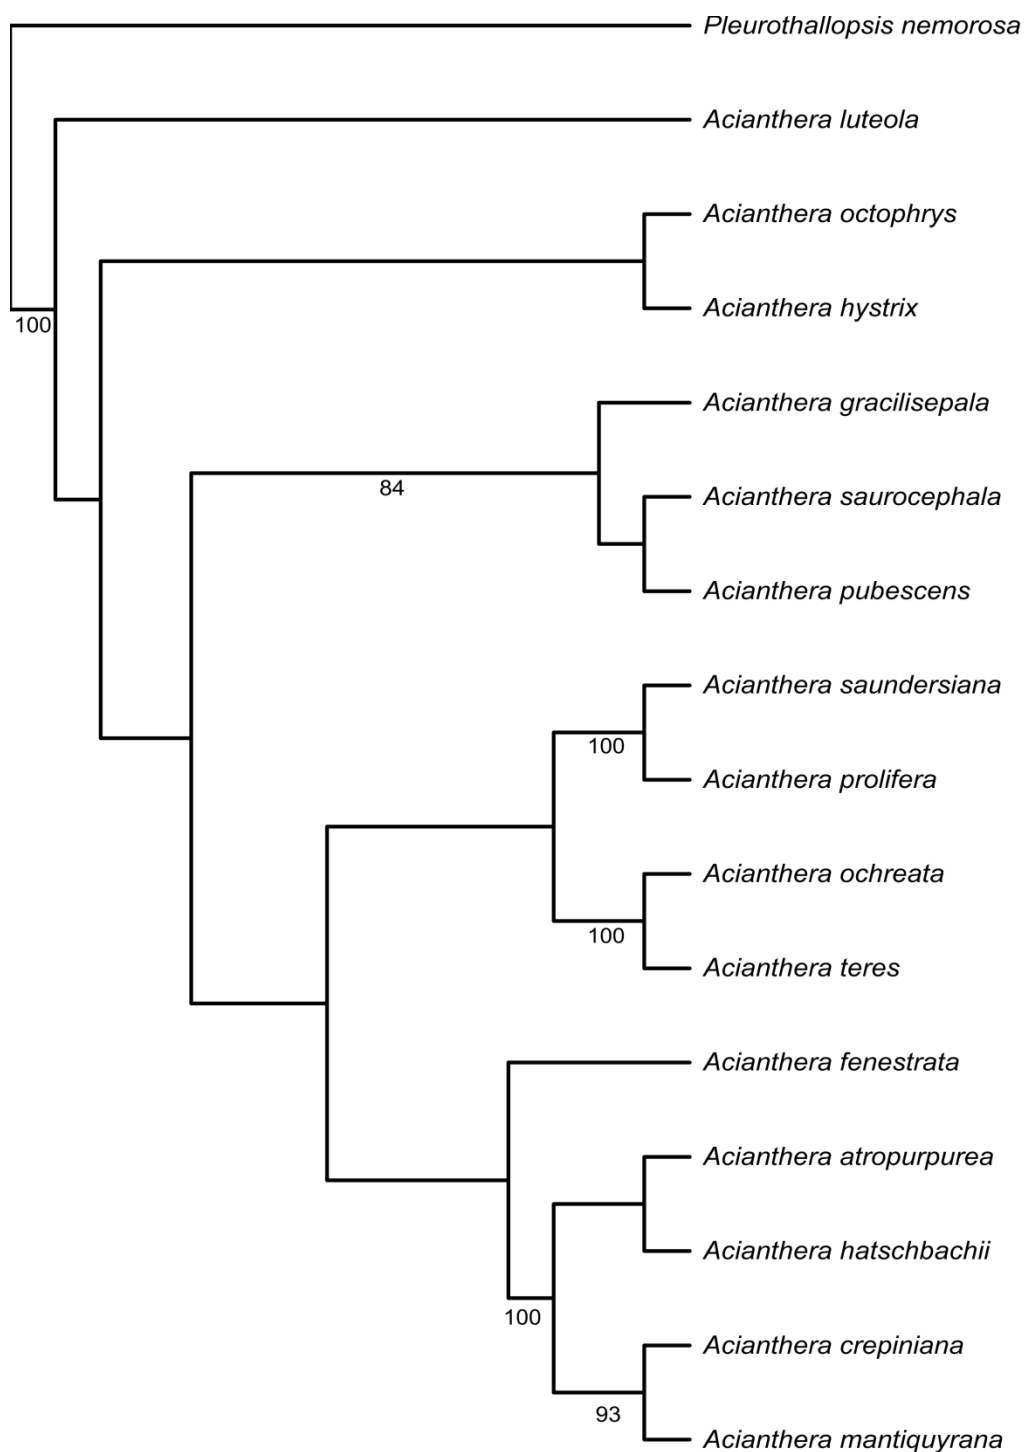 Pleurothallopsis nemorosa
Acianthera luteola
Acianthera octophrys
Acianthera hystrix
100
Acianthera gracilisepala
84
Acianthera saurocephala
Acianthera pubescens
Acianthera saundersiana
100
Acianthera prolifera
Acianthera ochreata
100
Acianthera teres
Acianthera fenestrata
Acianthera atropurpurea
Acianthera hatschbachii
100
Acianthera crepiniana
93
Acianthera mantiquyrana